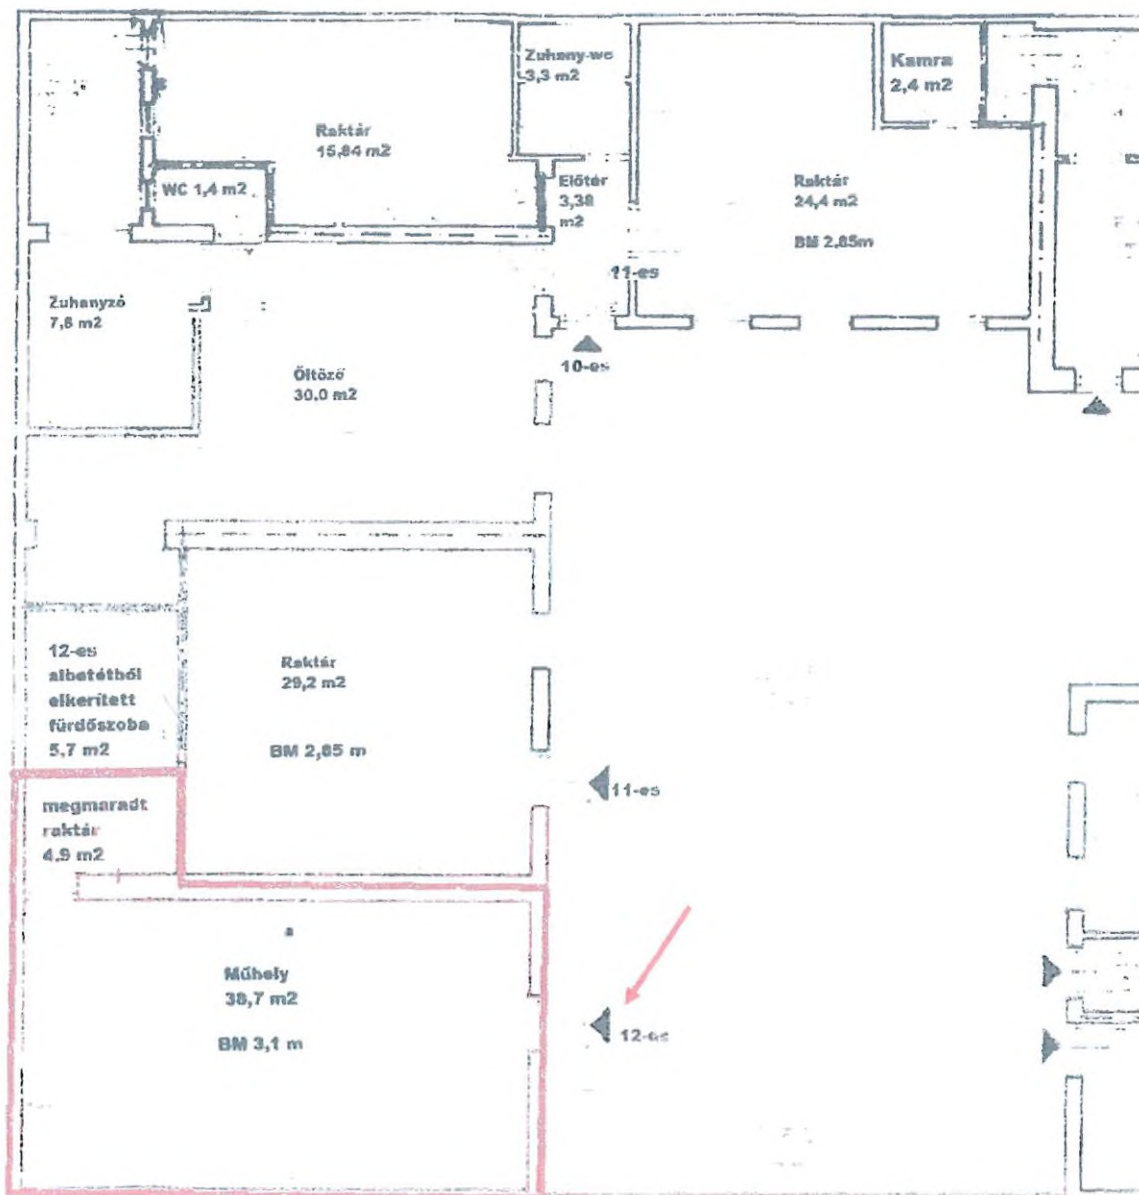 Zuhany-wc
3,3 m2
Kamra
2,4 m2
Raktár
15,84 m2
WC 1,4 m2
Előtér
3,38
m2
Raktár
24,4 m2
BM 2,85m
11-es
Zuhanyzó
7,8 m2
10-es
Öltöző
30,0 m2
12-es
albetétből
elkerített
fürdőszoba
5,7 m2
Raktár
29,2 m2
BM 2,85 m
11-es
megmaradt
raktár
4,9 m2
Műhely
38,7 m2
BM 3,1 m
12-es